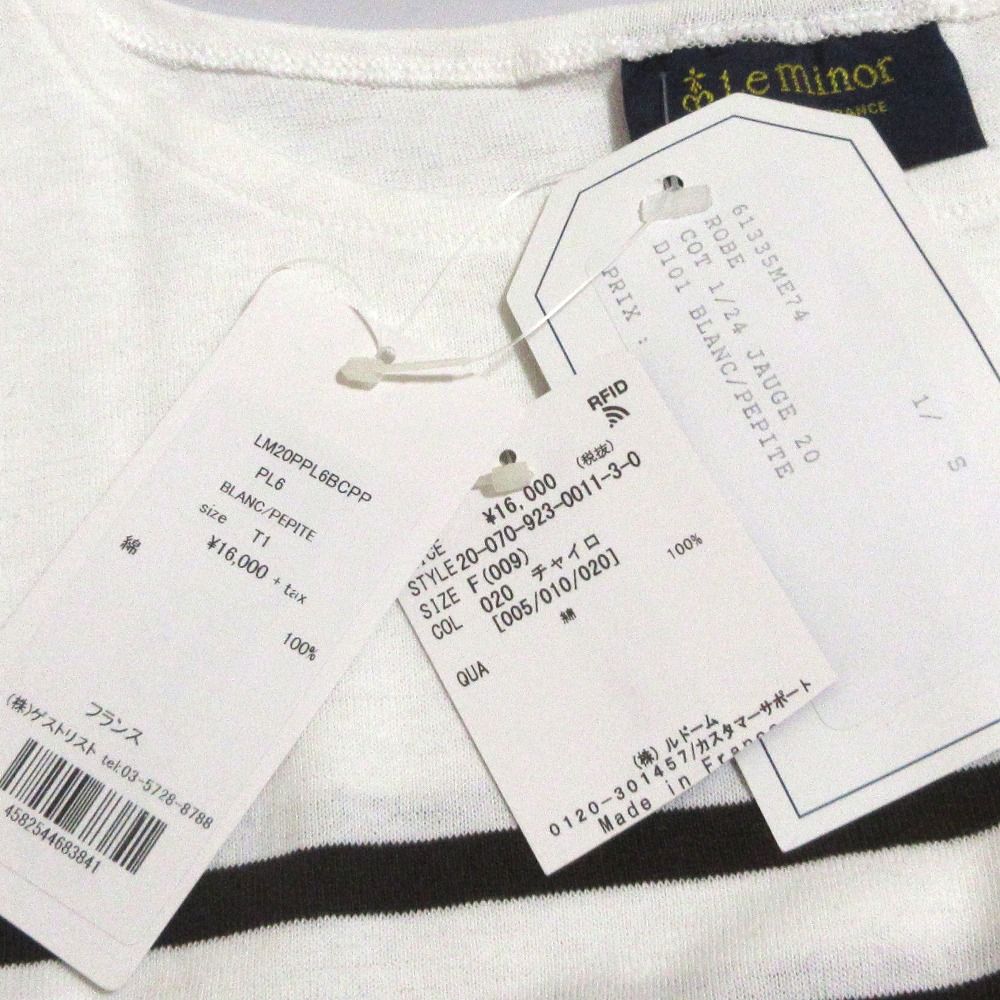 Le minor
FRANCE
61335ME74
ROBE
COT 1/24 JAUGE 20
D101 BLANC/PEPITE
PRIX :
1/ S
LM20PPL6BCPP
PL6
BLANC/PEPITE
size T1
¥16,000 + tax
綿 100%
フランス
(株)ゲストリスト tel:03-5728-8788
4582544683841
RFID
(税抜)
¥16,000
STYLE 20-070-923-0011-3-0
SIZE F(009)
COL 020 チャイロ
[005/010/020]
QUA 綿 100%
(株)ルドーム
0120-301457/カスタマーサポート
Made in France